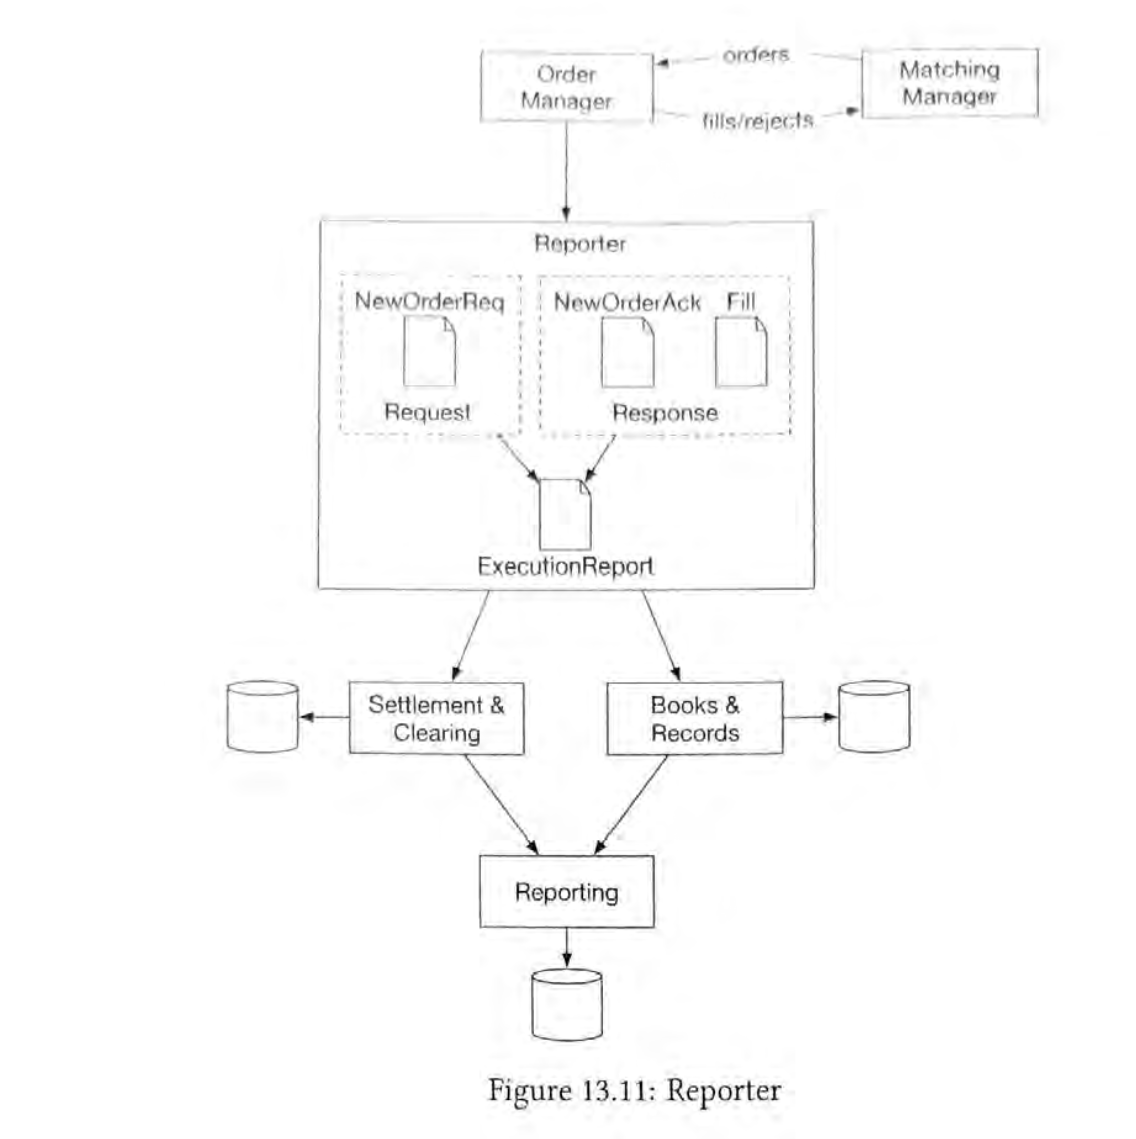 Order
Manager
orders
fills/rejects
Matching
Manager
Reporter
NewOrderReq
Request
NewOrderAck Fill
Response
ExecutionReport
Settlement &
Clearing
Books &
Records
Reporting
Figure 13.11: Reporter